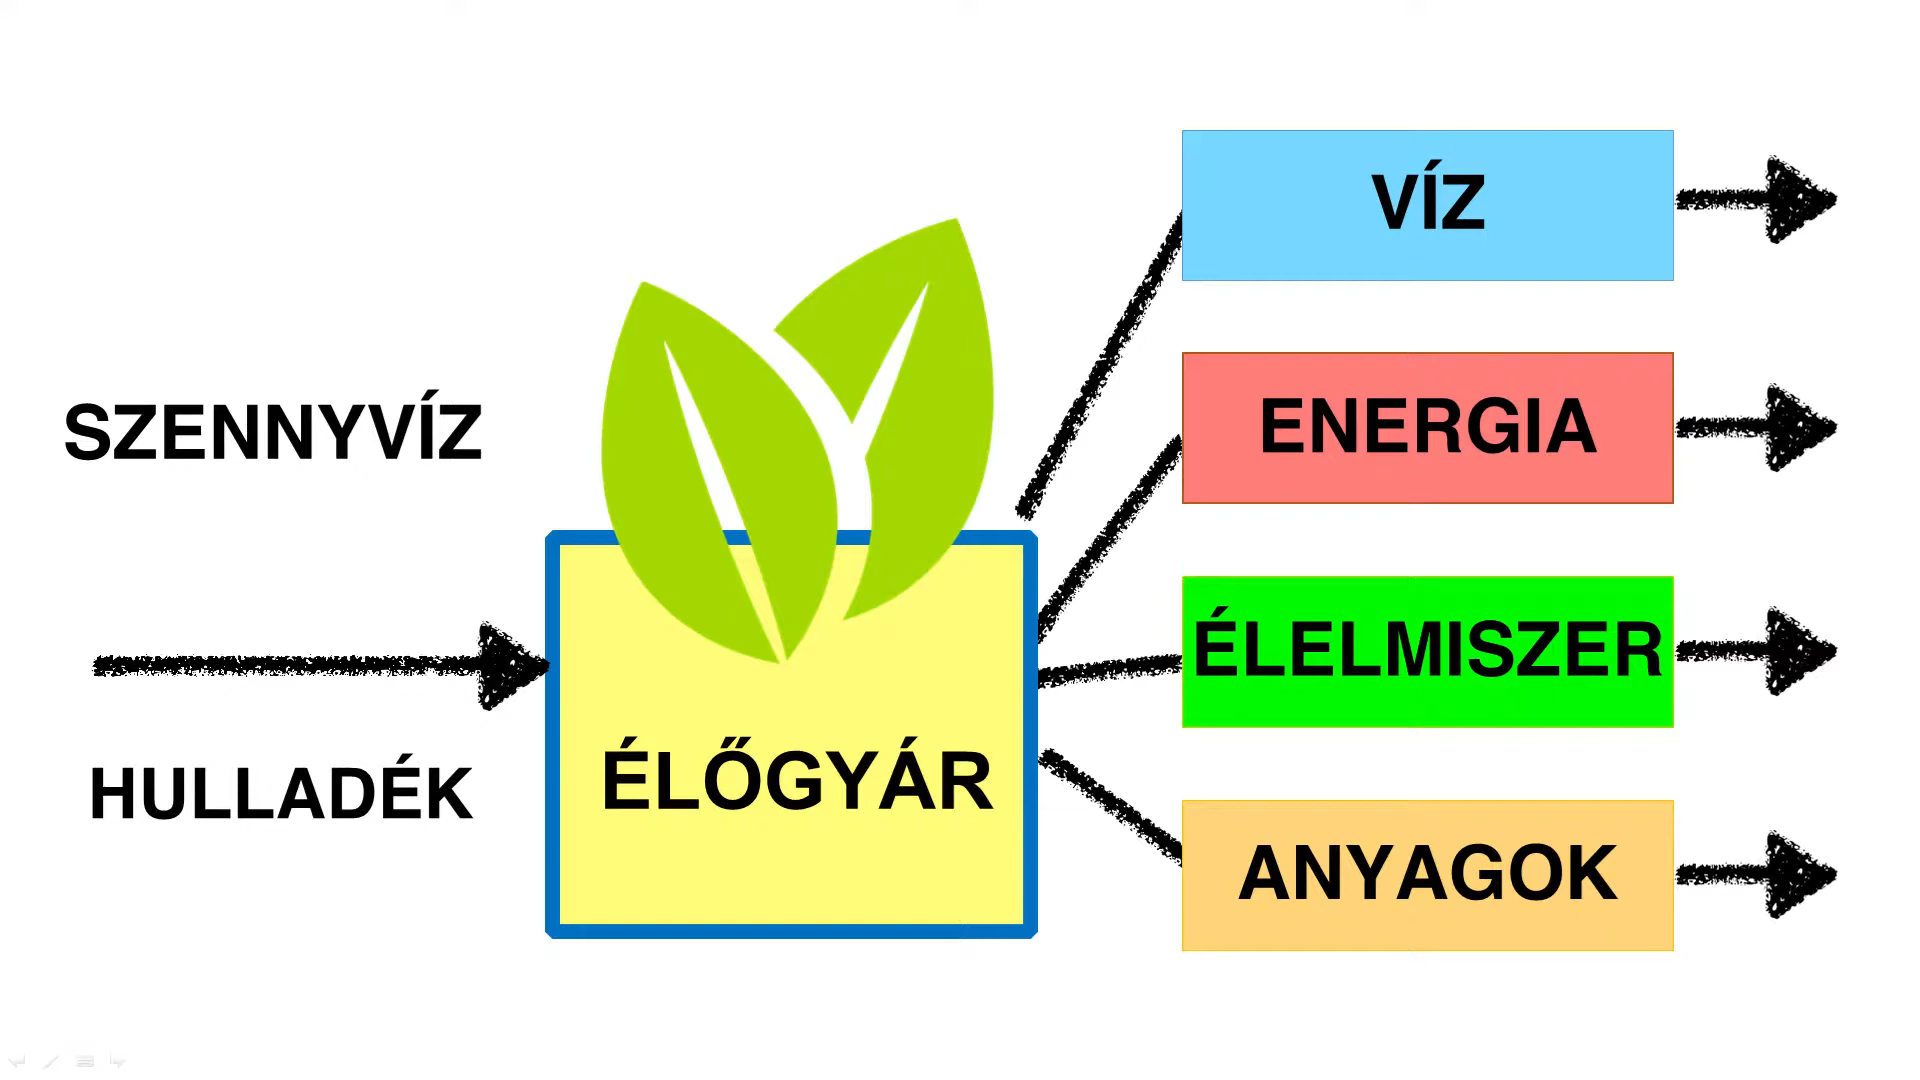 SZENNYVÍZ
HULLADÉK
ÉLŐGYÁR
VÍZ
ENERGIA
ÉLELMISZER
ANYAGOK